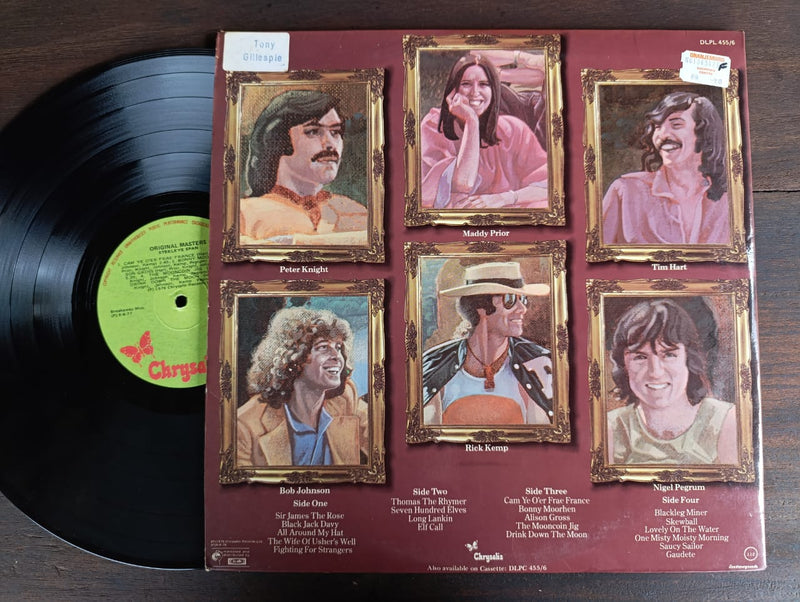 Tony
Gillespie
DLPL 455/6
Maddy Prior
Peter Knight
Tim Hart
Rick Kemp
Bob Johnson
Nigel Pegrum
Side One
Sir James The Rose
Black Jack Davy
All Around My Hat
The Wife Of Usher's Well
Fighting For Strangers
Side Two
Thomas The Rhymer
Seven Hundred Elves
Long Lankin
Elf Call
Side Three
Cam Ye O'er Frae France
Bonny Moorhen
Alison Gross
The Mooncoin Jig
Drink Down The Moon
Side Four
Blackleg Miner
Skewball
Lovely On The Water
One Misty Moisty Morning
Saucy Sailor
Gaudete
Chrysalis
Also available on Cassette: DLPC 455/6
ORIGINAL MASTERS
STEELEYE SPAN
Chrysalis